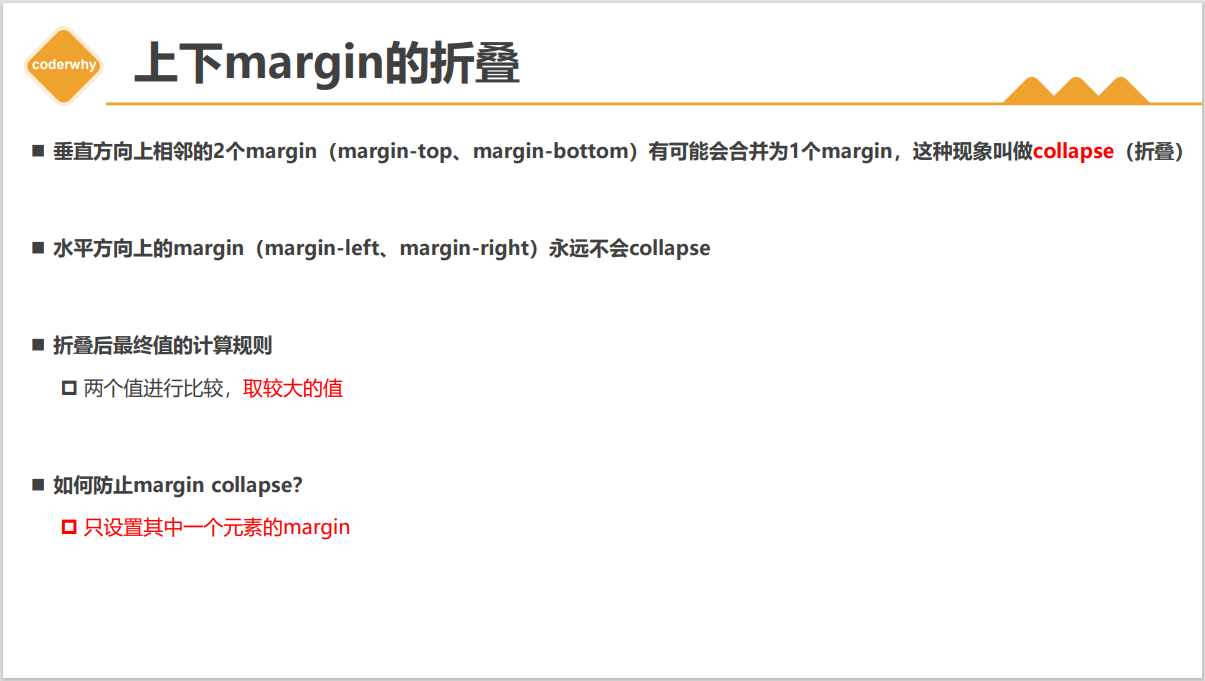 coderwhy
上下margin的折叠
垂直方向上相邻的2个margin（margin-top、margin-bottom）有可能会合并为1个margin，这种现象叫做collapse（折叠）
水平方向上的margin（margin-left、margin-right）永远不会collapse
折叠后最终值的计算规则
两个值进行比较，取较大的值
如何防止margin collapse？
只设置其中一个元素的margin